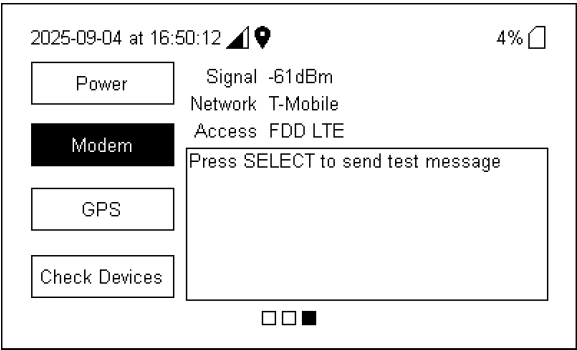 2025-09-04 at 16:50:12 4%
Power
Modem
GPS
Check Devices
Signal -61dBm
Network T-Mobile
Access FDD LTE
Press SELECT to send test message